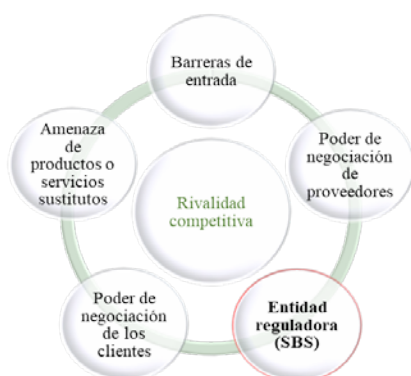 Barreras de
entrada
Amenaza
de
productos o
servicios
sustitutos
Poder de
negociación
de
proveedores
Rivalidad
competitiva
Poder de
negociación
de los
clientes
Entidad
reguladora
(SBS)